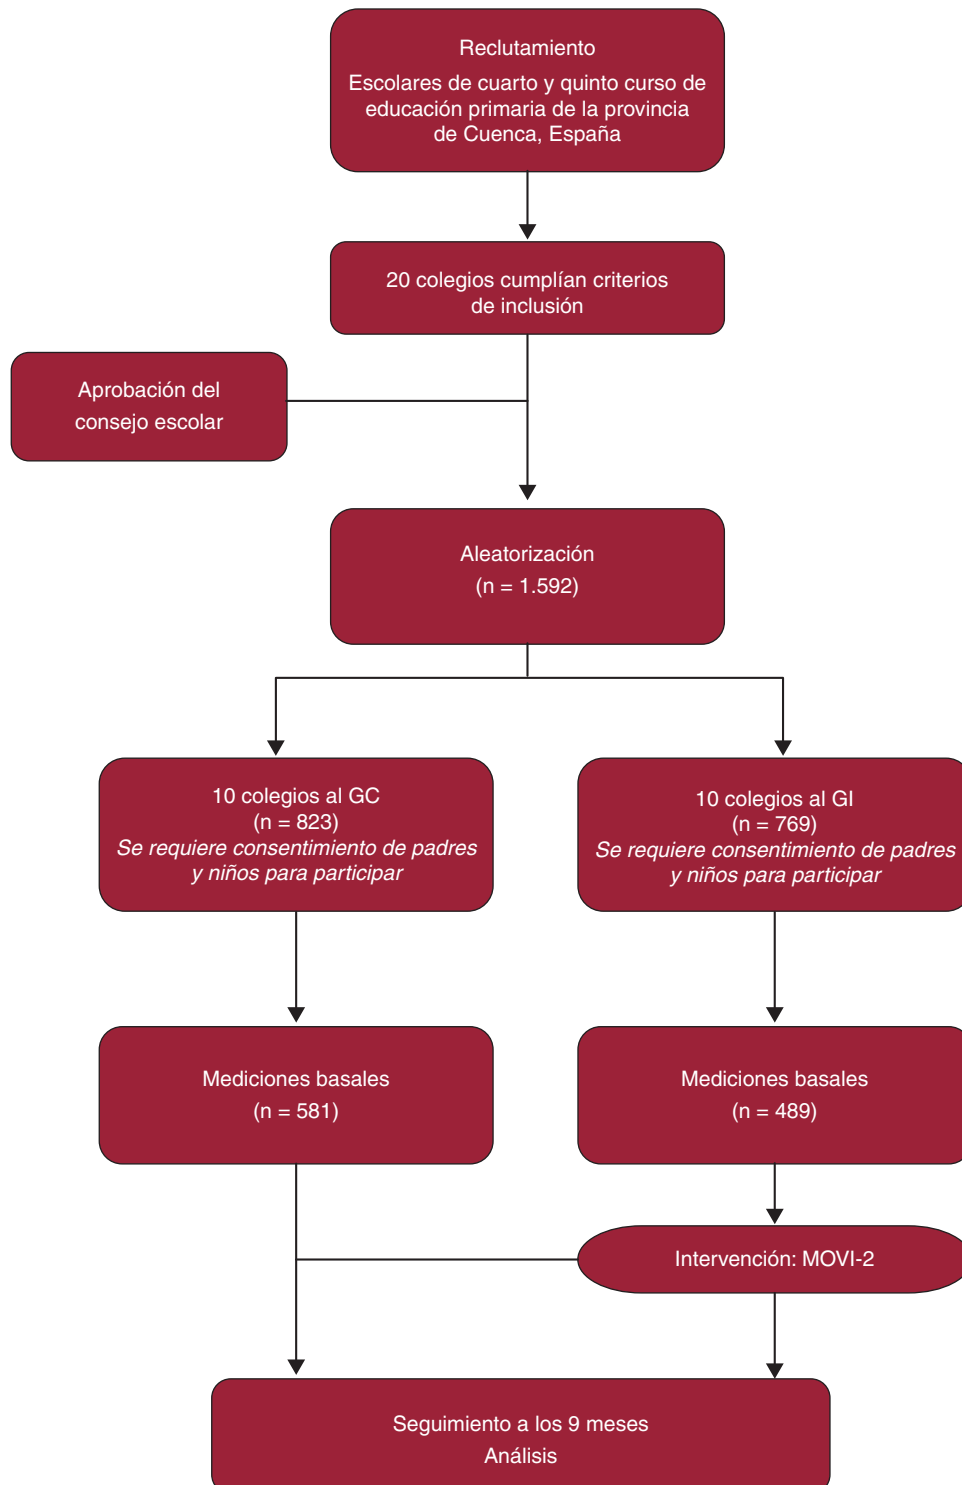 Reclutamiento
Escolares de cuarto y quinto curso de
educación primaria de la provincia
de Cuenca, España
20 colegios cumplían criterios
de inclusión
Aprobación del
consejo escolar
Aleatorización
(n = 1.592)
10 colegios al GC
(n = 823)
Se requiere consentimiento de padres
y niños para participar
10 colegios al GI
(n = 769)
Se requiere consentimiento de padres
y niños para participar
Mediciones basales
(n = 581)
Mediciones basales
(n = 489)
Intervención: MOVI-2
Seguimiento a los 9 meses
Análisis